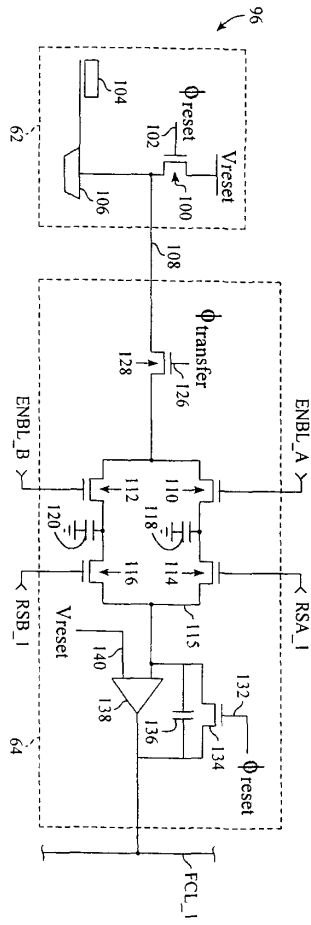 96
Vreset
100
Φreset
102
104
106
62
108
Φtransfer
126
128
ENBL_A
RSA_1
110
114
118
115
112
116
120
ENBL_B
RSB_1
132
Φreset
134
136
138
140
Vreset
64
FCL_1